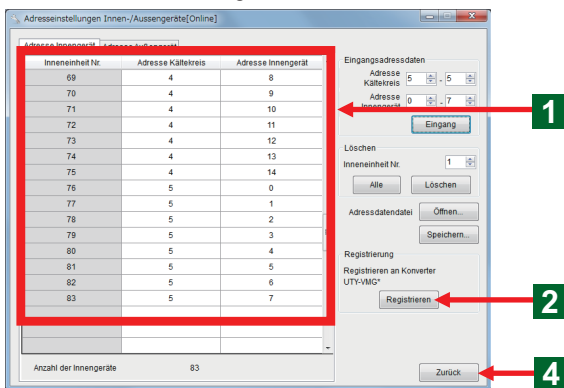 Adresseinstellungen Innen-/Aussengeräte[Online]
Adresse Innengerät
Inneneinheit Nr. Adresse Kältekreis Adresse Innengerät
69 4 8
70 4 9
71 4 10
72 4 11
73 4 12
74 4 13
75 4 14
76 5 0
77 5 1
78 5 2
79 5 3
80 5 4
81 5 5
82 5 6
83 5 7
Anzahl der Innengeräte 83
Eingangsadressdaten
Adresse
Kältekreis 5 - 5
Adresse
Innengerät 0 - 7
Eingang
1
Löschen
Inneneinheit Nr. 1
Alle Löschen
Adressdatendatei Öffnen...
Speichern...
Registrierung
Registrieren an Konverter
UTY-VMG*
Registrieren
2
Zurück
4